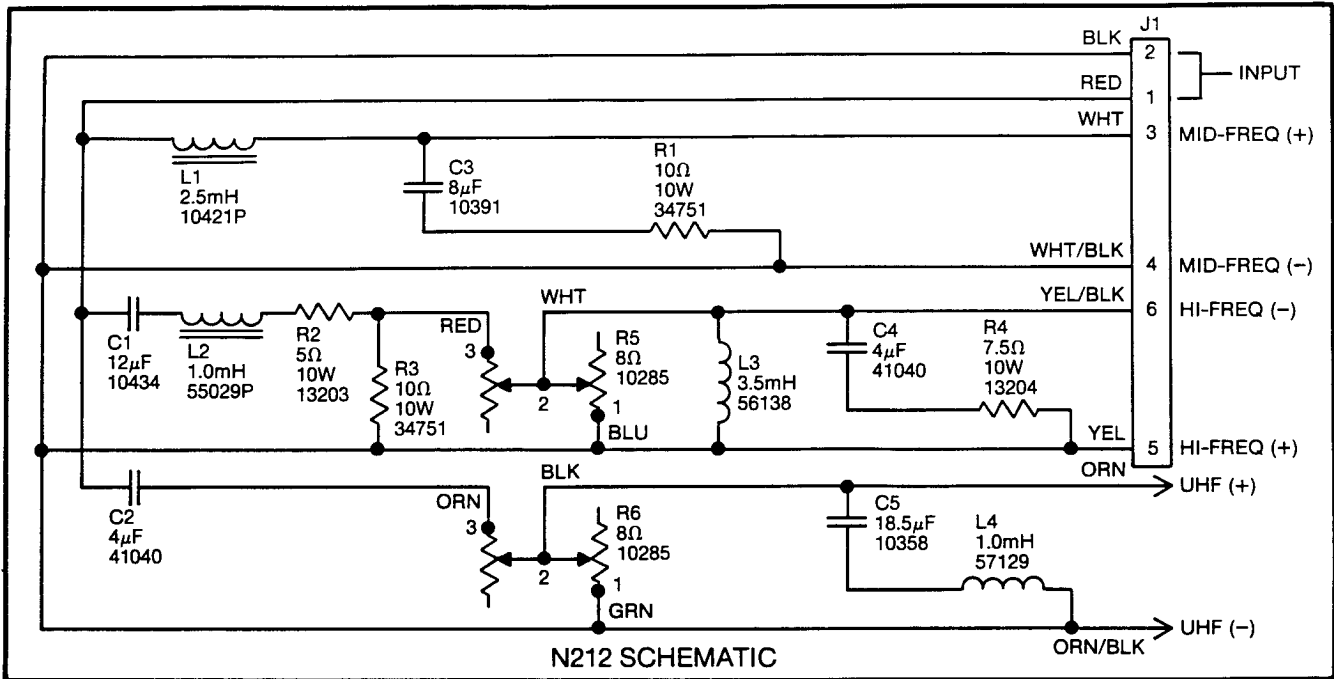 J1
BLK
2
INPUT
RED
1
WHT
3
MID-FREQ (+)
L1
2.5mH
10421P
C3
8μF
10391
R1
10Ω
10W
34751
WHT/BLK
4
MID-FREQ (−)
YEL/BLK
6
HI-FREQ (−)
WHT
RED
3
C1
12μF
10434
L2
1.0mH
55029P
R2
5Ω
10W
13203
R3
10Ω
10W
34751
2
R5
8Ω
10285
1
BLU
L3
3.5mH
56138
C4
4μF
41040
R4
7.5Ω
10W
13204
YEL
5
HI-FREQ (+)
ORN
UHF (+)
BLK
C2
4μF
41040
ORN
3
2
R6
8Ω
10285
1
GRN
C5
18.5μF
10358
L4
1.0mH
57129
UHF (−)
ORN/BLK
N212 SCHEMATIC